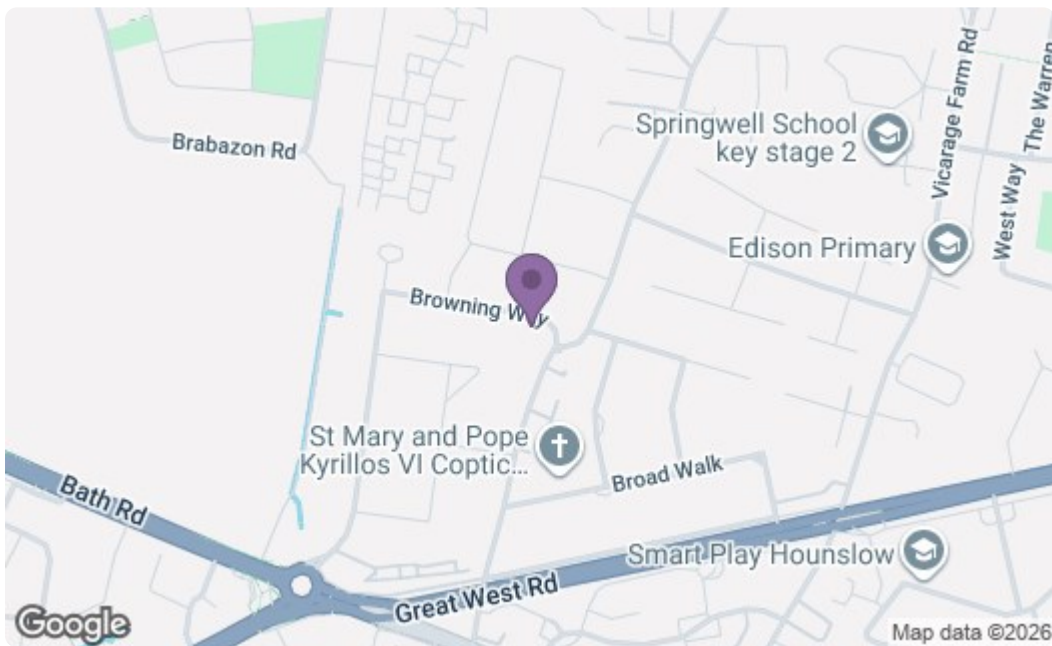 Brabazon Rd
Springwell School
key stage 2
Vicarage Farm Rd
The Warren
West Way
Edison Primary
Browning Way
St Mary and Pope
Kyrillos VI Coptic...
Broad Walk
Bath Rd
Smart Play Hounslow
Great West Rd
Google
Map data ©2026